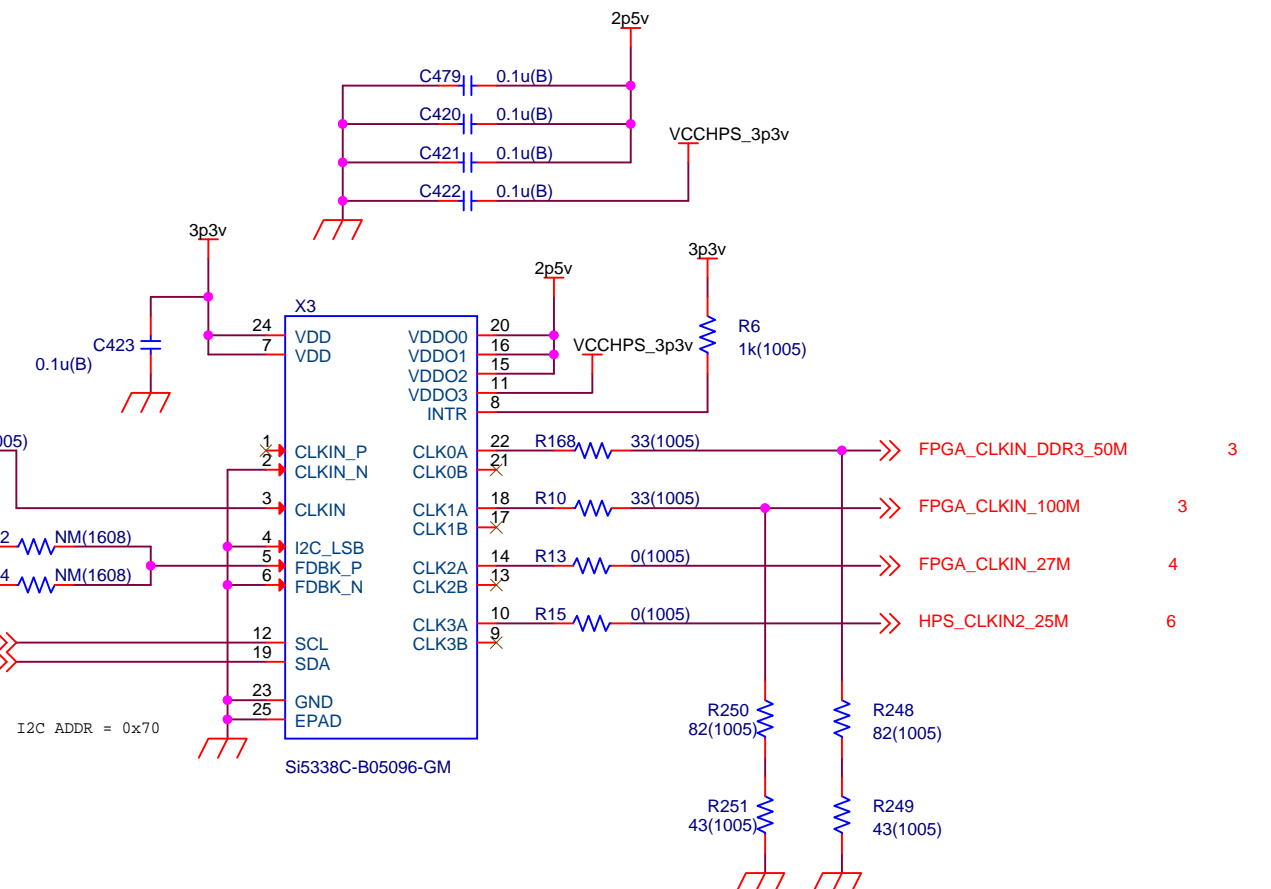 2p5v
C479 0.1u(B)
C420 0.1u(B)
VCCHPS_3p3v
C421 0.1u(B)
C422 0.1u(B)
3p3v
3p3v
2p5v
X3
C423
0.1u(B)
R6
1k(1005)
VCCHPS_3p3v
24 VDD VDDO0 20
7 VDD VDDO1 16
VDDO2 15
VDDO3 11
INTR 8
005)
1 CLKIN_P CLK0A 22 R168 33(1005) FPGA_CLKIN_DDR3_50M 3
2 CLKIN_N CLK0B 21
3 CLKIN CLK1A 18 R10 33(1005) FPGA_CLKIN_100M 3
CLK1B 17
2 NM(1608)
4 I2C_LSB
5 FDBK_P CLK2A 14 R13 0(1005) FPGA_CLKIN_27M 4
4 NM(1608)
6 FDBK_N CLK2B 13
CLK3A 10 R15 0(1005) HPS_CLKIN2_25M 6
12 SCL CLK3B 9
19 SDA
23 GND
25 EPAD
I2C ADDR = 0x70
Si5338C-B05096-GM
R250
82(1005)
R248
82(1005)
R251
43(1005)
R249
43(1005)